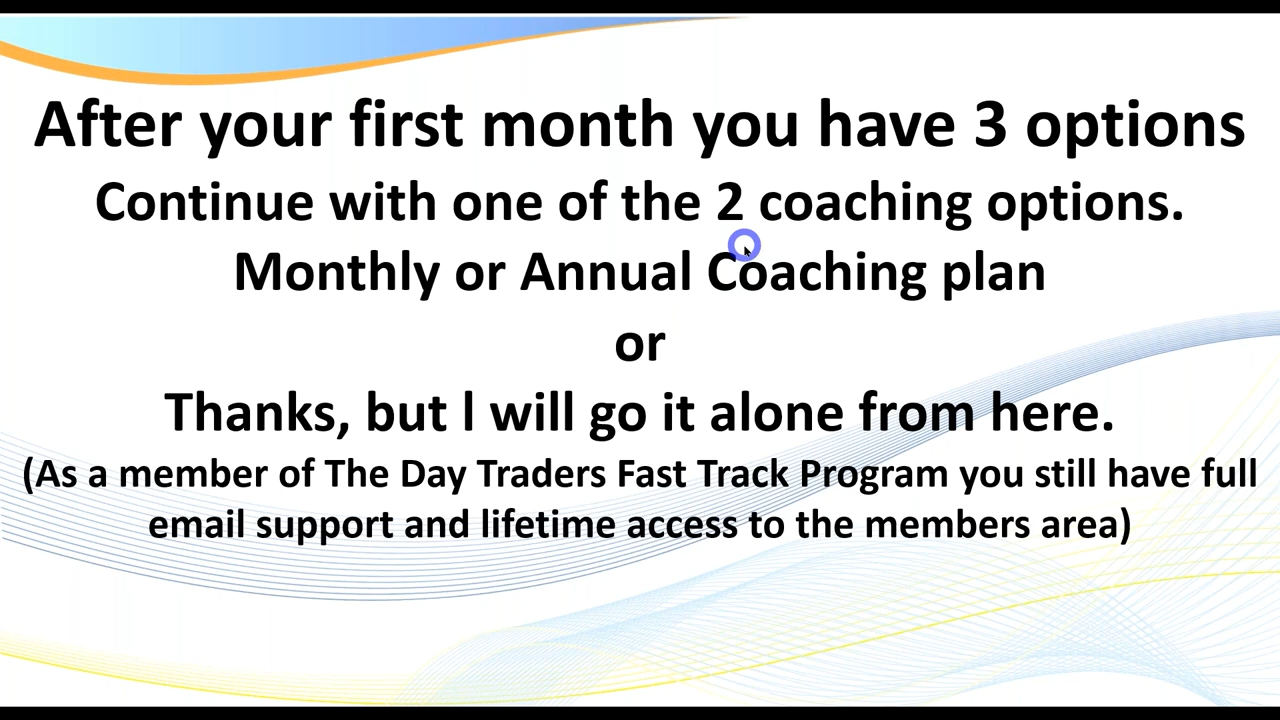 After your first month you have 3 options
Continue with one of the 2 coaching options.
Monthly or Annual Coaching plan
or
Thanks, but l will go it alone from here.
(As a member of The Day Traders Fast Track Program you still have full
email support and lifetime access to the members area)